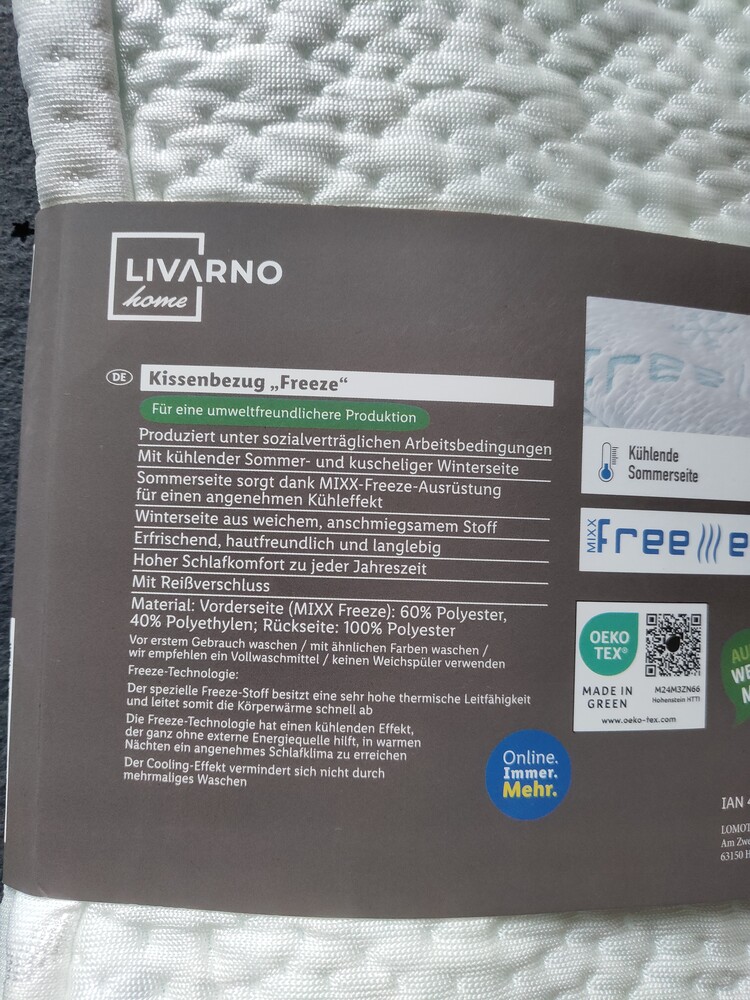 LIVARNO
home
DE
Kissenbezug „Freeze“
Für eine umweltfreundlichere Produktion
Produziert unter sozialverträglichen Arbeitsbedingungen
Mit kühlender Sommer- und kuscheliger Winterseite
Sommerseite sorgt dank MIXX-Freeze-Ausrüstung
für einen angenehmen Kühleffekt
Winterseite aus weichem, anschmiegsamem Stoff
Erfrischend, hautfreundlich und langlebig
Hoher Schlafkomfort zu jeder Jahreszeit
Mit Reißverschluss
Material: Vorderseite (MIXX Freeze): 60% Polyester,
40% Polyethylen; Rückseite: 100% Polyester
Vor erstem Gebrauch waschen / mit ähnlichen Farben waschen /
wir empfehlen ein Vollwaschmittel / keinen Weichspüler verwenden
Freeze-Technologie:
Der spezielle Freeze-Stoff besitzt eine sehr hohe thermische Leitfähigkeit
und leitet somit die Körperwärme schnell ab
Die Freeze-Technologie hat einen kühlenden Effekt,
der ganz ohne externe Energiequelle hilft, in warmen
Nächten ein angenehmes Schlafklima zu erreichen
Der Cooling-Effekt vermindert sich nicht durch
mehrmaliges Waschen
Online.
Immer.
Mehr.
Kühlende
Sommerseite
MIXX
free
OEKO
TEX®
MADE IN
GREEN
M24M3ZN66
Hohenstein HTTI
www.oeko-tex.com
AU
WE
IAN 4
LOMOT
Am Zwe
63150 H